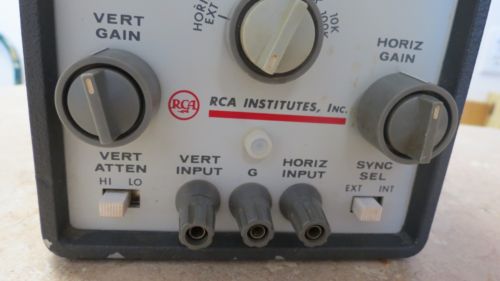 VERT
GAIN
HORIZ
EXT
10K
100K
HORIZ
GAIN
RCA
RCA INSTITUTES, INC.
VERT
ATTEN
HI LO
VERT
INPUT
G
HORIZ
INPUT
SYNC
SEL
EXT INT